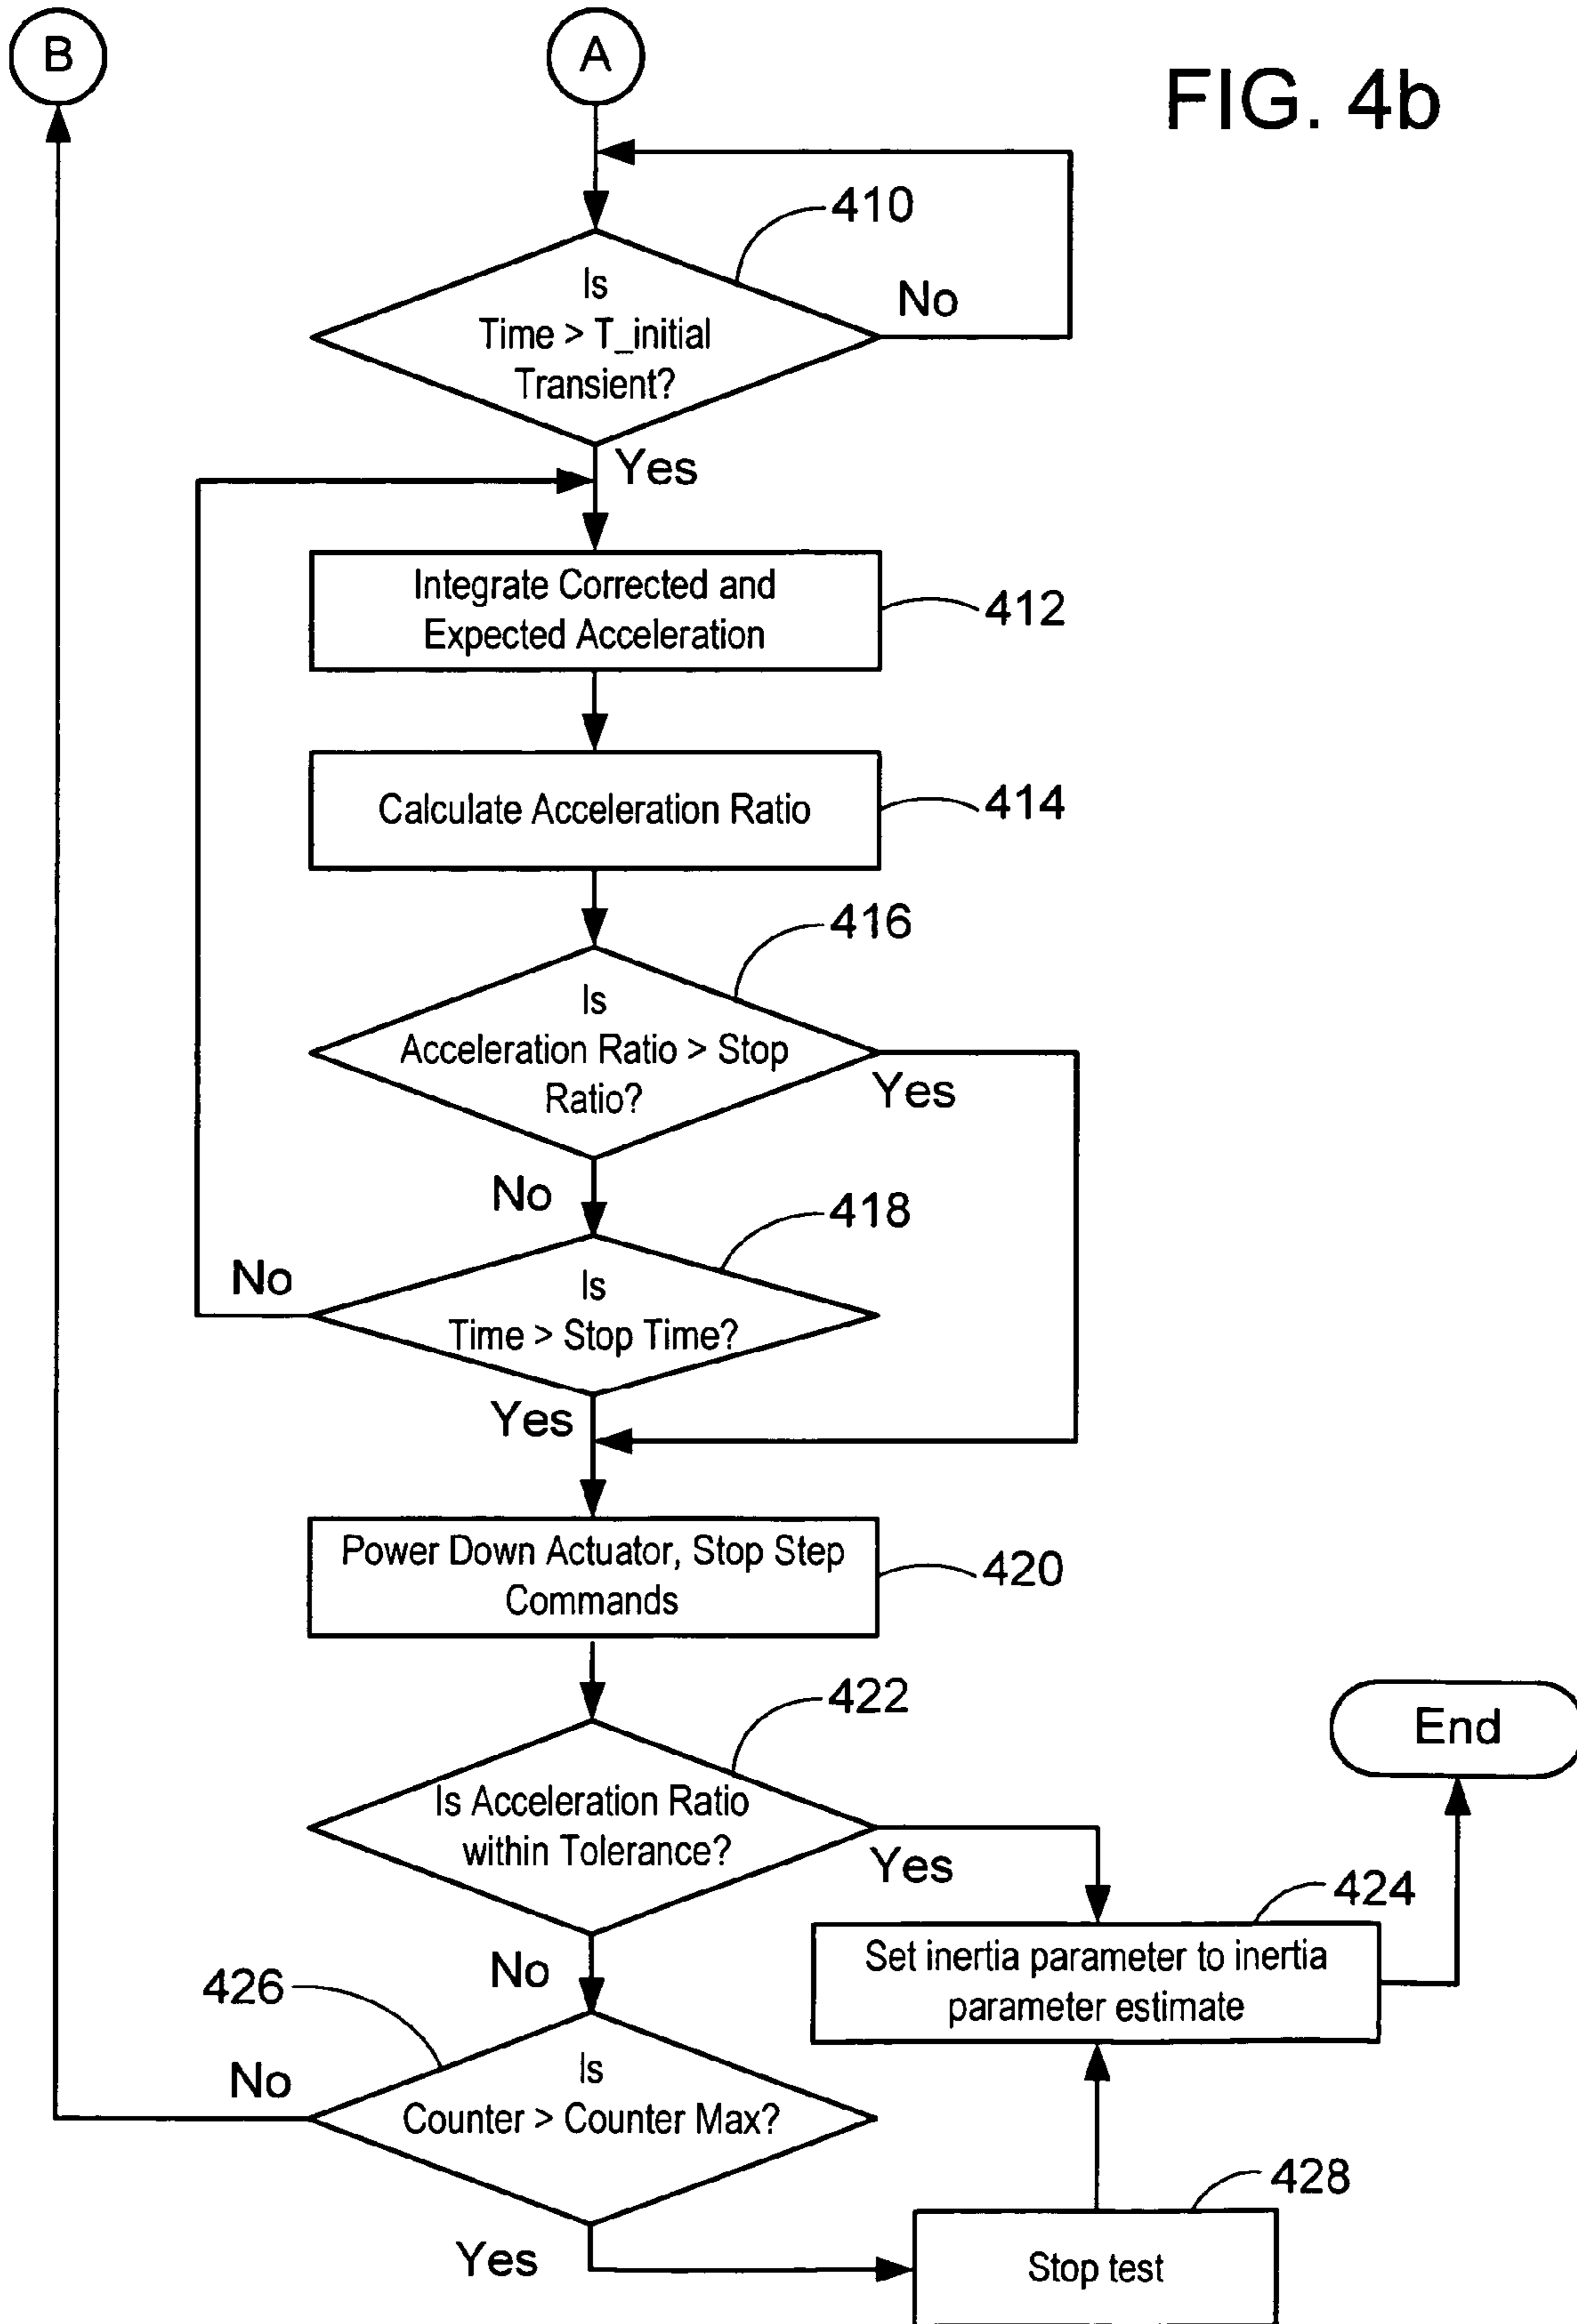 B
A
FIG. 4b
410
Is
Time > T_initial
Transient?
No
Yes
Integrate Corrected and
Expected Acceleration
412
Calculate Acceleration Ratio
414
416
Is
Acceleration Ratio > Stop
Ratio?
Yes
No
418
No
Is
Time > Stop Time?
Yes
Power Down Actuator, Stop Step
Commands
420
422
End
Is Acceleration Ratio
within Tolerance?
Yes
424
Set inertia parameter to inertia
parameter estimate
No
426
No
Is
Counter > Counter Max?
428
Yes
Stop test